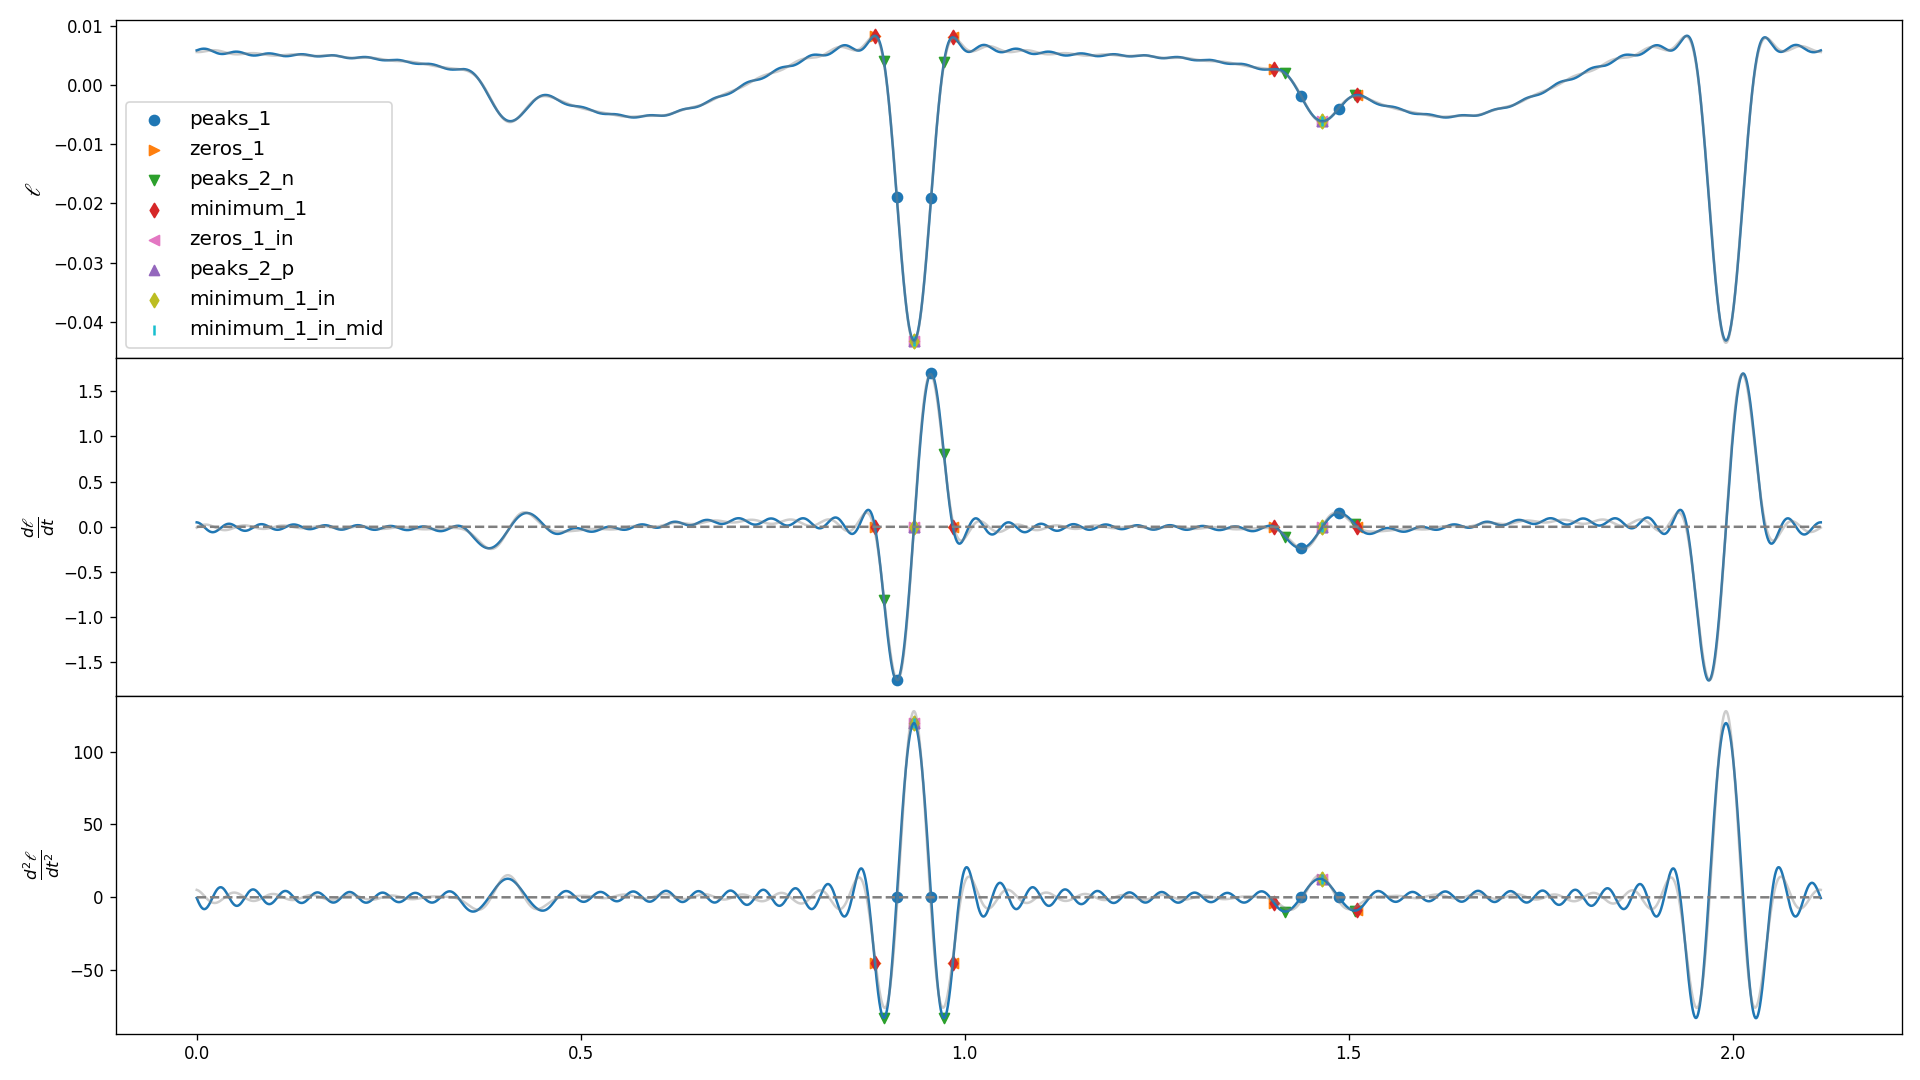 0.01
0.00
−0.01
−0.02
−0.03
−0.04
ℓ
peaks_1
zeros_1
peaks_2_n
minimum_1
zeros_1_in
peaks_2_p
minimum_1_in
minimum_1_in_mid
1.5
1.0
0.5
0.0
−0.5
−1.0
−1.5
dℓ/dt
100
50
0
−50
d²ℓ/dt²
0.0 0.5 1.0 1.5 2.0